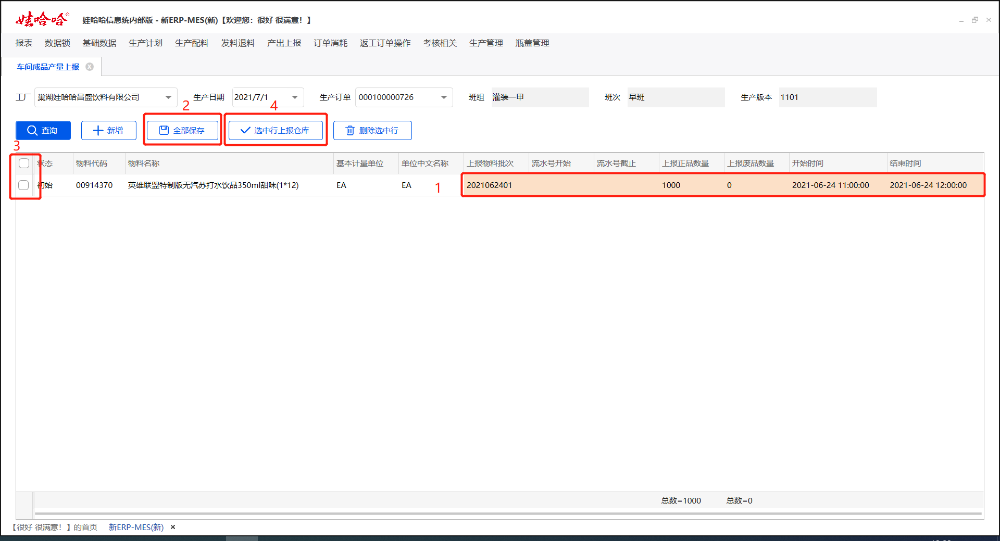 娃哈哈® 娃哈哈信息统内部版 - 新ERP-MES(新)【欢迎您：很好 很满意！】
报表 数据锁 基础数据 生产计划 生产配料 发料退料 产出上报 订单消耗 返工订单操作 考核相关 生产管理 瓶盖管理
车间成品产量上报
工厂 巢湖娃哈哈昌盛饮料有限公司 生产日期 2021/7/1 生产订单 000100000726 班组 灌装一甲 班次 早班 生产版本 1101
2 4
查询 新增 全部保存 选中行上报仓库 删除选中行
3
状态 物料代码 物料名称 基本计量单位 单位中文名称 上报物料批次 流水号开始 流水号截止 上报正品数量 上报废品数量 开始时间 结束时间
初始 00914370 英雄联盟特制版无汽苏打水饮品350ml甜味(1*12) EA EA 1 2021062401 1000 0 2021-06-24 11:00:00 2021-06-24 12:00:00
总数=1000 总数=0
【很好 很满意！】的首页 新ERP-MES(新)